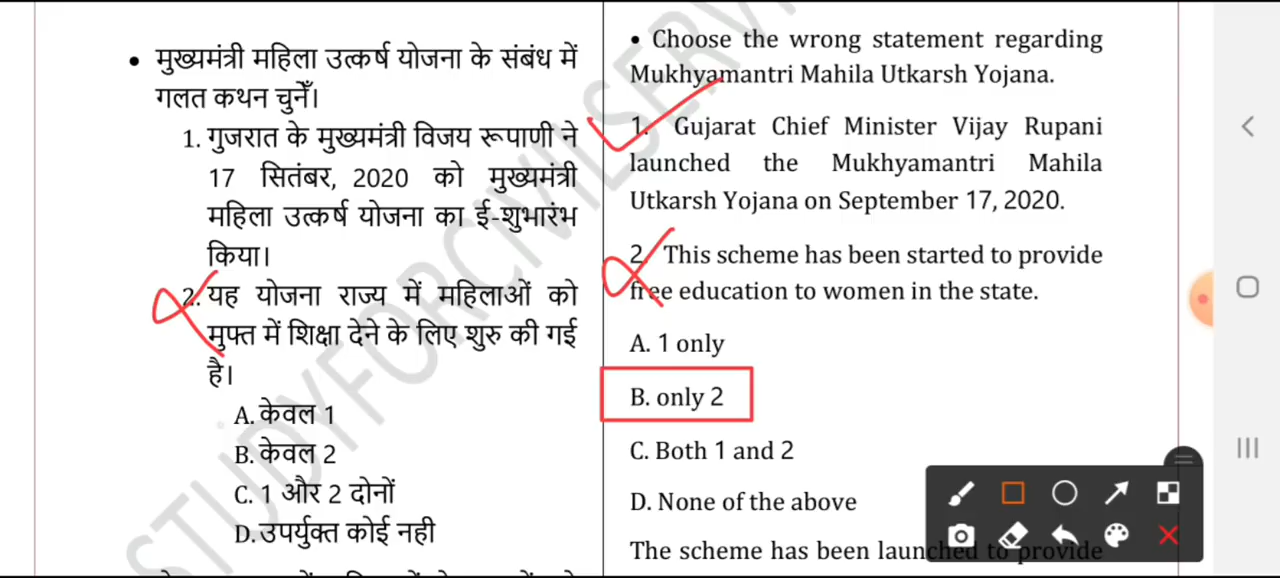 • मुख्यमंत्री महिला उत्कर्ष योजना के संबंध में
गलत कथन चुनेँ।
1. गुजरात के मुख्यमंत्री विजय रूपाणी ने
17 सितंबर, 2020 को मुख्यमंत्री
महिला उत्कर्ष योजना का ई-शुभारंभ
किया।
2. यह योजना राज्य में महिलाओं को
मुफ्त में शिक्षा देने के लिए शुरु की गई
है।
A. केवल 1
B. केवल 2
C. 1 और 2 दोनों
D. उपर्युक्त कोई नही
• Choose the wrong statement regarding
Mukhyamantri Mahila Utkarsh Yojana.
1. Gujarat Chief Minister Vijay Rupani
launched the Mukhyamantri Mahila
Utkarsh Yojana on September 17, 2020.
2. This scheme has been started to provide
free education to women in the state.
A. 1 only
B. only 2
C. Both 1 and 2
D. None of the above
The scheme has been launched to provide
STUDYFORCIVILSERV